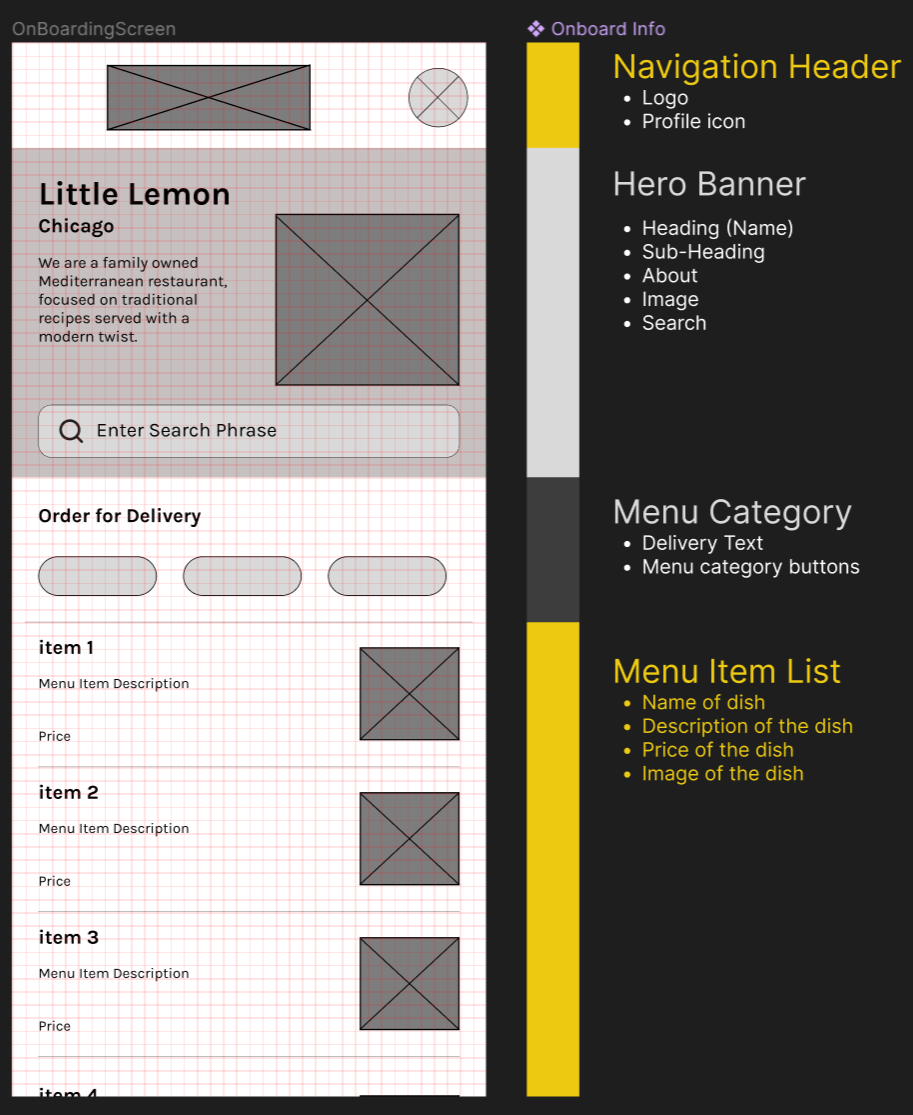 OnBoardingScreen
Little Lemon
Chicago
We are a family owned
Mediterranean restaurant,
focused on traditional
recipes served with a
modern twist.
Enter Search Phrase
Order for Delivery
item 1
Menu Item Description
Price
item 2
Menu Item Description
Price
item 3
Menu Item Description
Price
item 4
Onboard Info
Navigation Header
Logo
Profile icon
Hero Banner
Heading (Name)
Sub-Heading
About
Image
Search
Menu Category
Delivery Text
Menu category buttons
Menu Item List
Name of dish
Description of the dish
Price of the dish
Image of the dish